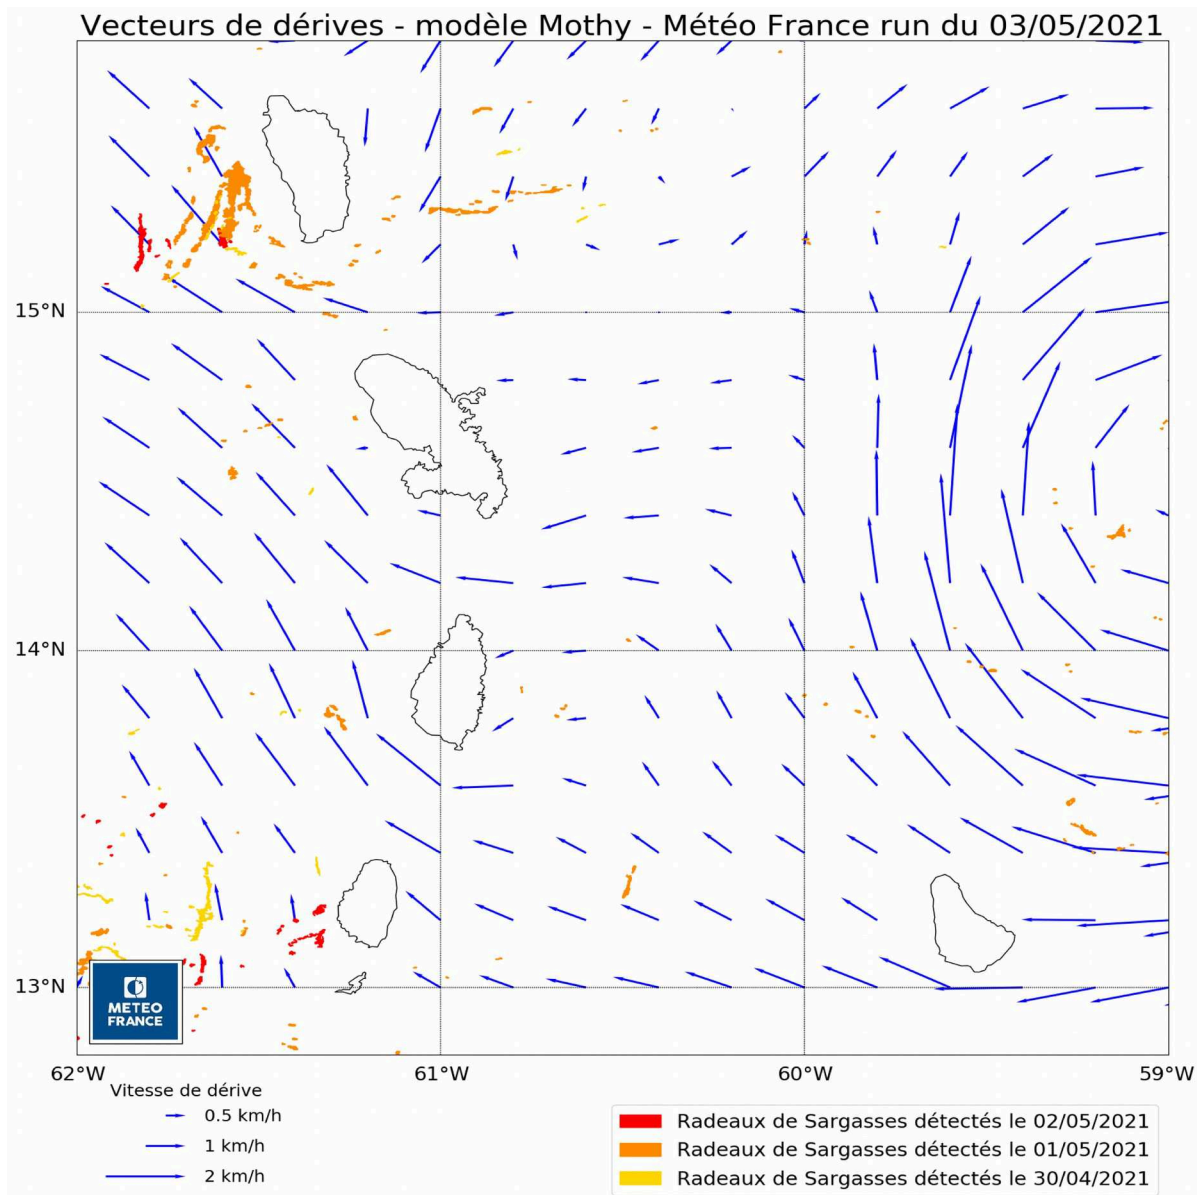 Vecteurs de dérives - modèle Mothy - Météo France run du 03/05/2021
15°N
14°N
13°N
METEO
FRANCE
62°W
61°W
60°W
59°W
Vitesse de dérive
0.5 km/h
1 km/h
2 km/h
Radeaux de Sargasses détectés le 02/05/2021
Radeaux de Sargasses détectés le 01/05/2021
Radeaux de Sargasses détectés le 30/04/2021